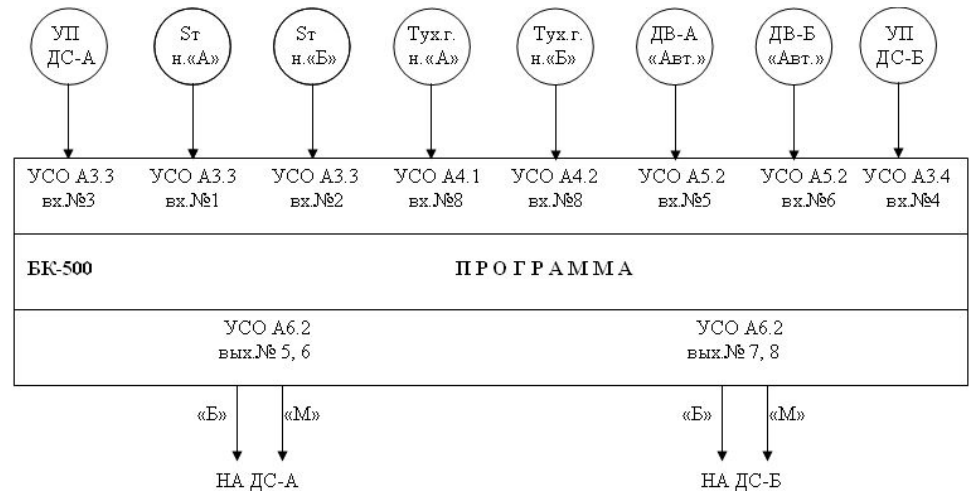 УП
ДС-А
Sт
н.«А»
Sт
н.«Б»
Тух.г.
н.«А»
Тух.г.
н.«Б»
ДВ-А
«Авт.»
ДВ-Б
«Авт.»
УП
ДС-Б
УСО А3.3
вх.№3
УСО А3.3
вх.№1
УСО А3.3
вх.№2
УСО А4.1
вх.№8
УСО А4.2
вх.№8
УСО А5.2
вх.№5
УСО А5.2
вх.№6
УСО А3.4
вх.№4
БК-500 П Р О Г Р А М М А
УСО А6.2
вых.№ 5, 6
УСО А6.2
вых.№ 7, 8
«Б» «М» «Б» «М»
НА ДС-А НА ДС-Б